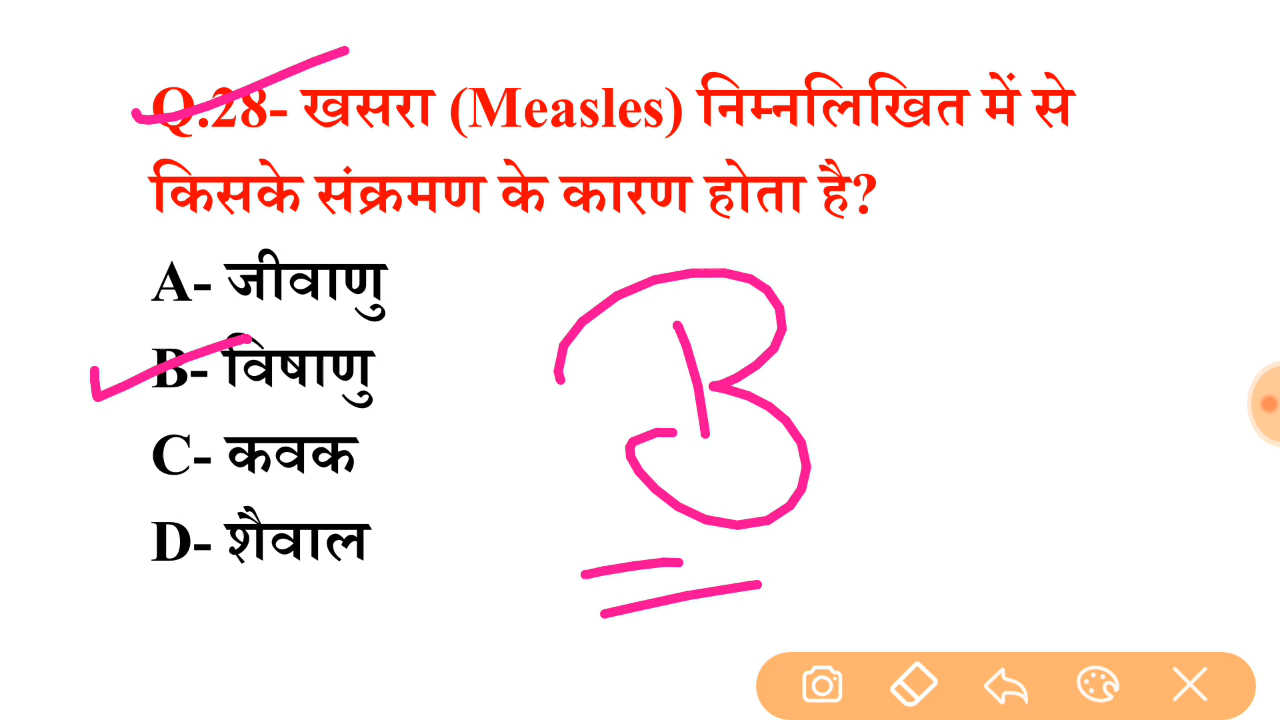 Q.28- खसरा (Measles) निम्नलिखित में से
किसके संक्रमण के कारण होता है?
A- जीवाणु
B- विषाणु
C- कवक
D- शैवाल
B